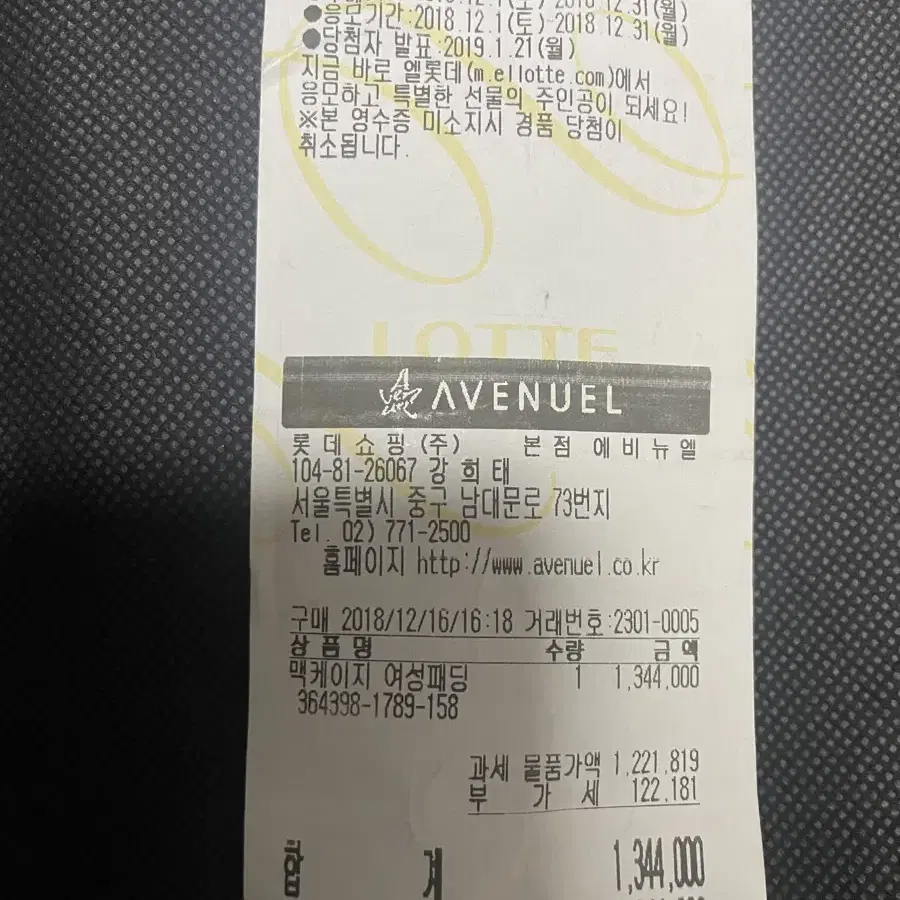 ●응모기간:2018.12.1(토)-2018.12.31(월)
●당첨자 발표:2019.1.21(월)
지금 바로 엘롯데(m.ellotte.com)에서
응모하고 특별한 선물의 주인공이 되세요!
※본 영수증 미소지시 경품 당첨이
취소됩니다.
LOTTE
AVENUEL
롯데쇼핑(주) 본점 에비뉴엘
104-81-26067 강희태
서울특별시 중구 남대문로 73번지
Tel. 02) 771-2500
홈페이지 http://www.avenuel.co.kr
구매 2018/12/16/16:18 거래번호:2301-0005
상품명 수량 금액
맥케이지 여성패딩 1 1,344,000
364398-1789-158
과세 물품가액 1,221,819
부 가 세 122,181
합 계 1,344,000